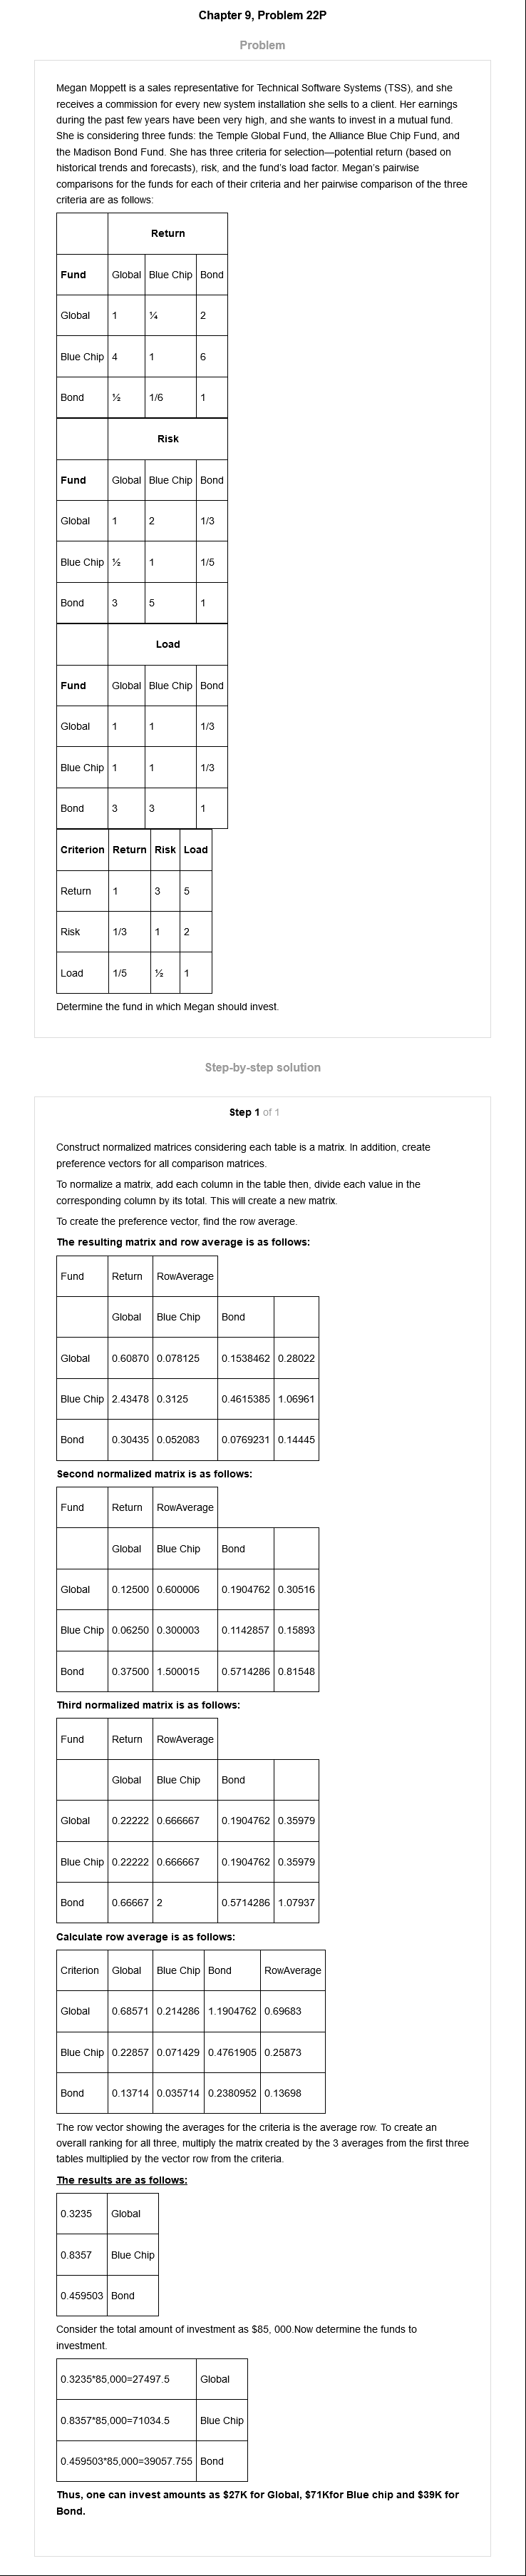 Chapter 9, Problem 22P
Problem
Megan Moppett is a sales representative for Technical Software Systems (TSS), and she
receives a commission for every new system installation she sells to a client. Her earnings
during the past few years have been very high, and she wants to invest in a mutual fund.
She is considering three funds: the Temple Global Fund, the Alliance Blue Chip Fund, and
the Madison Bond Fund. She has three criteria for selection—potential return (based on
historical trends and forecasts), risk, and the fund's load factor. Megan's pairwise
comparisons for the funds for each of their criteria and her pairwise comparison of the three
criteria are as follows:
Return
Fund Global Blue Chip Bond
Global 1 ¼ 2
Blue Chip 4 1 6
Bond ½ 1/6 1
Risk
Fund Global Blue Chip Bond
Global 1 2 1/3
Blue Chip ½ 1 1/5
Bond 3 5 1
Load
Fund Global Blue Chip Bond
Global 1 1 1/3
Blue Chip 1 1 1/3
Bond 3 3 1
Criterion Return Risk Load
Return 1 3 5
Risk 1/3 1 2
Load 1/5 ½ 1
Determine the fund in which Megan should invest.
Step-by-step solution
Step 1 of 1
Construct normalized matrices considering each table is a matrix. In addition, create
preference vectors for all comparison matrices.
To normalize a matrix, add each column in the table then, divide each value in the
corresponding column by its total. This will create a new matrix.
To create the preference vector, find the row average.
The resulting matrix and row average is as follows:
Fund Return RowAverage
Global Blue Chip Bond
Global 0.60870 0.078125 0.1538462 0.28022
Blue Chip 2.43478 0.3125 0.4615385 1.06961
Bond 0.30435 0.052083 0.0769231 0.14445
Second normalized matrix is as follows:
Fund Return RowAverage
Global Blue Chip Bond
Global 0.12500 0.600006 0.1904762 0.30516
Blue Chip 0.06250 0.300003 0.1142857 0.15893
Bond 0.37500 1.500015 0.5714286 0.81548
Third normalized matrix is as follows:
Fund Return RowAverage
Global Blue Chip Bond
Global 0.22222 0.666667 0.1904762 0.35979
Blue Chip 0.22222 0.666667 0.1904762 0.35979
Bond 0.66667 2 0.5714286 1.07937
Calculate row average is as follows:
Criterion Global Blue Chip Bond RowAverage
Global 0.68571 0.214286 1.1904762 0.69683
Blue Chip 0.22857 0.071429 0.4761905 0.25873
Bond 0.13714 0.035714 0.2380952 0.13698
The row vector showing the averages for the criteria is the average row. To create an
overall ranking for all three, multiply the matrix created by the 3 averages from the first three
tables multiplied by the vector row from the criteria.
The results are as follows:
0.3235 Global
0.8357 Blue Chip
0.459503 Bond
Consider the total amount of investment as $85, 000.Now determine the funds to
investment.
0.3235*85,000=27497.5 Global
0.8357*85,000=71034.5 Blue Chip
0.459503*85,000=39057.755 Bond
Thus, one can invest amounts as $27K for Global, $71Kfor Blue chip and $39K for
Bond.